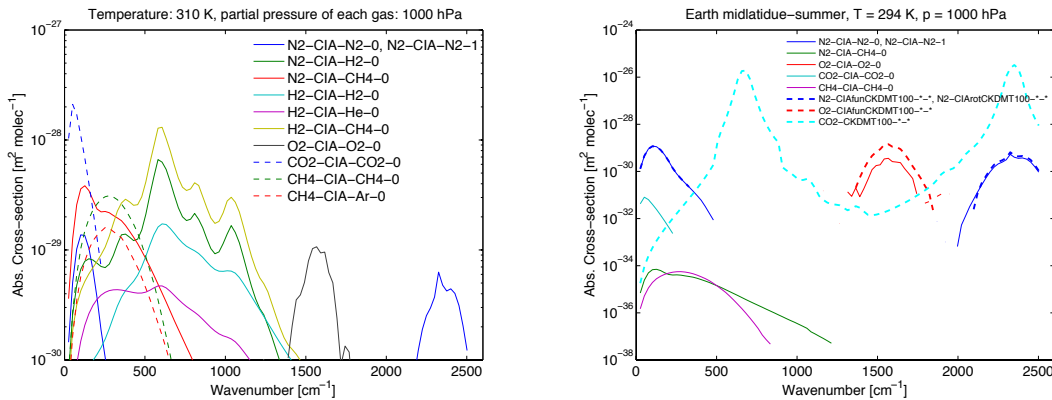 Temperature: 310 K, partial pressure of each gas: 1000 hPa
10−27
10−28
10−29
10−30
Abs. Cross−section [m2 molec−1]
N2−CIA−N2−0, N2−CIA−N2−1
N2−CIA−H2−0
N2−CIA−CH4−0
H2−CIA−H2−0
H2−CIA−He−0
H2−CIA−CH4−0
O2−CIA−O2−0
CO2−CIA−CO2−0
CH4−CIA−CH4−0
CH4−CIA−Ar−0
0 500 1000 1500 2000 2500
Wavenumber [cm−1]
Earth midlatidue−summer, T = 294 K, p = 1000 hPa
10−24
10−26
10−28
10−30
10−32
10−34
10−36
10−38
Abs. Cross−section [m2 molec−1]
N2−CIA−N2−0, N2−CIA−N2−1
N2−CIA−CH4−0
O2−CIA−O2−0
CO2−CIA−CO2−0
CH4−CIA−CH4−0
N2−CIAfunCKDMT100−*−*, N2−CIArotCKDMT100−*−*
O2−CIAfunCKDMT100−*−*
CO2−CKDMT100−*−*
0 500 1000 1500 2000 2500
Wavenumber [cm−1]